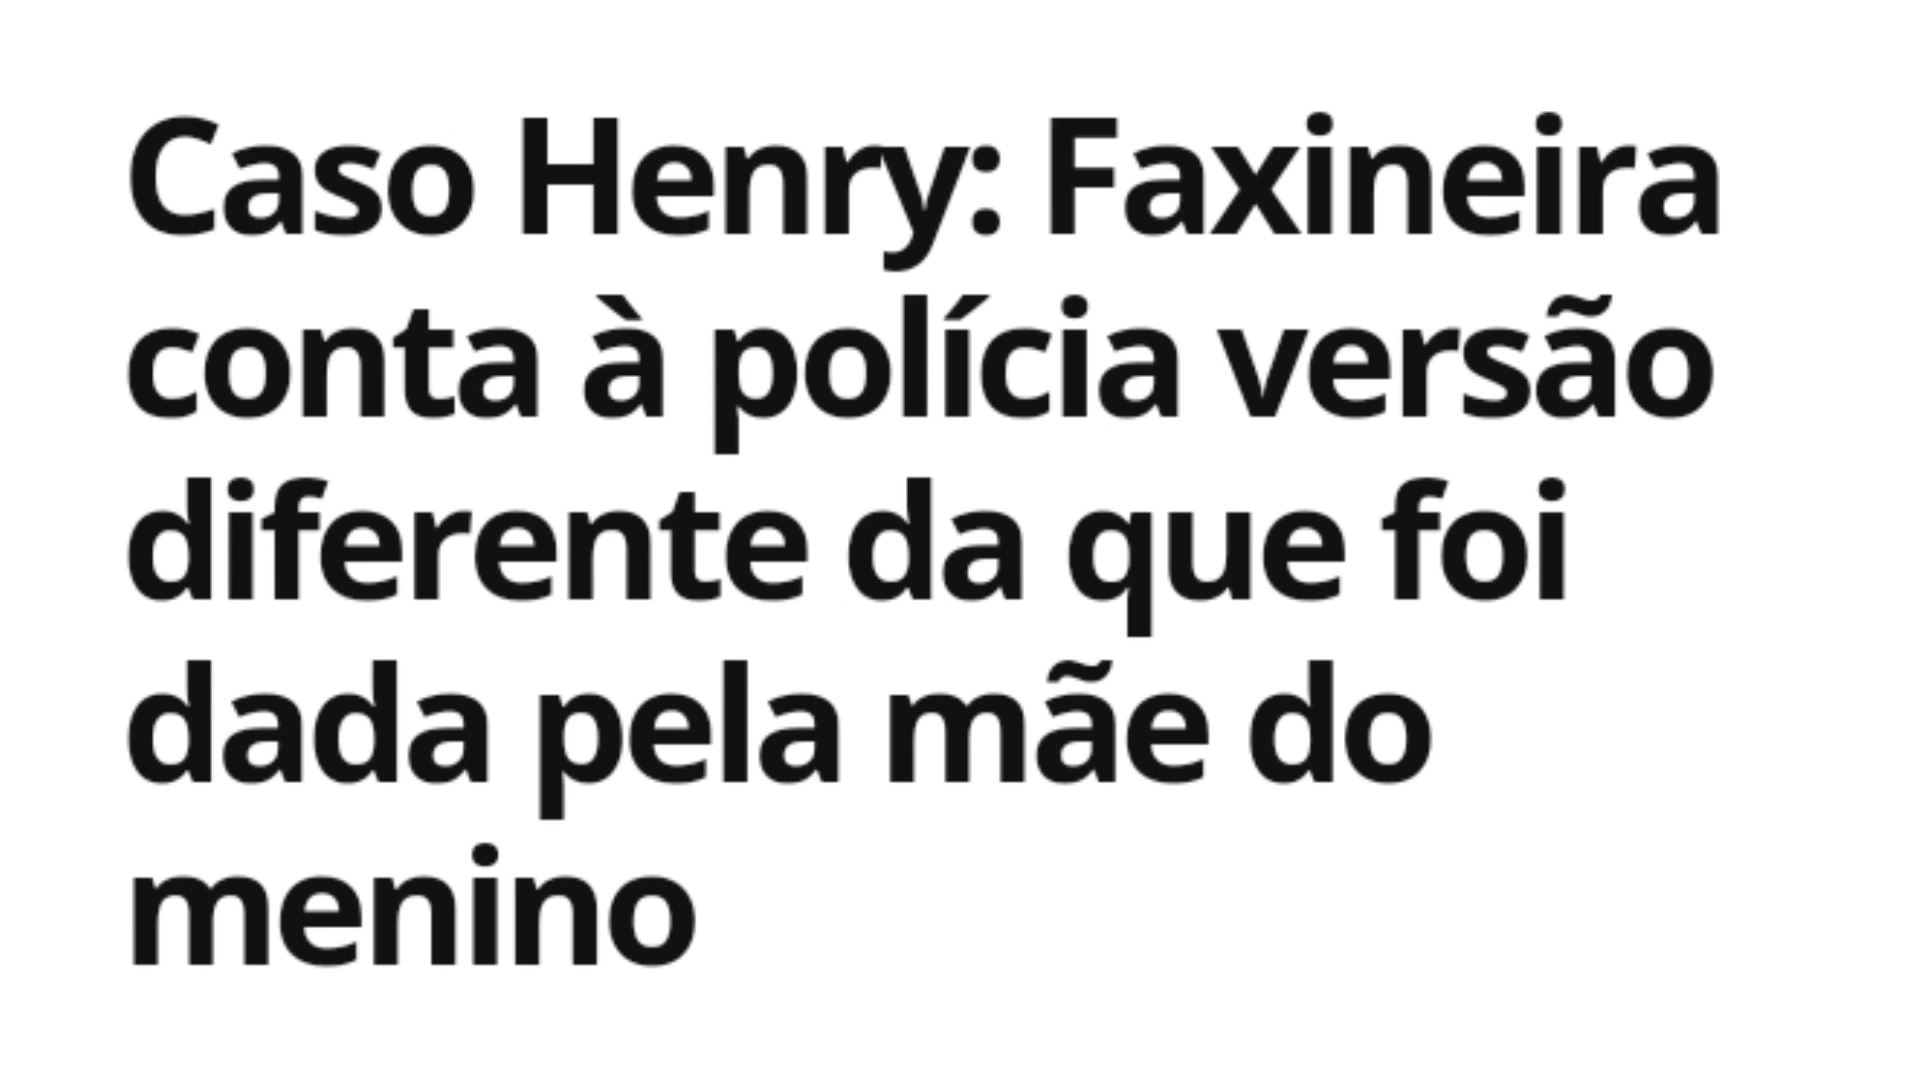 Caso Henry: Faxineira
conta à polícia versão
diferente da que foi
dada pela mãe do
menino